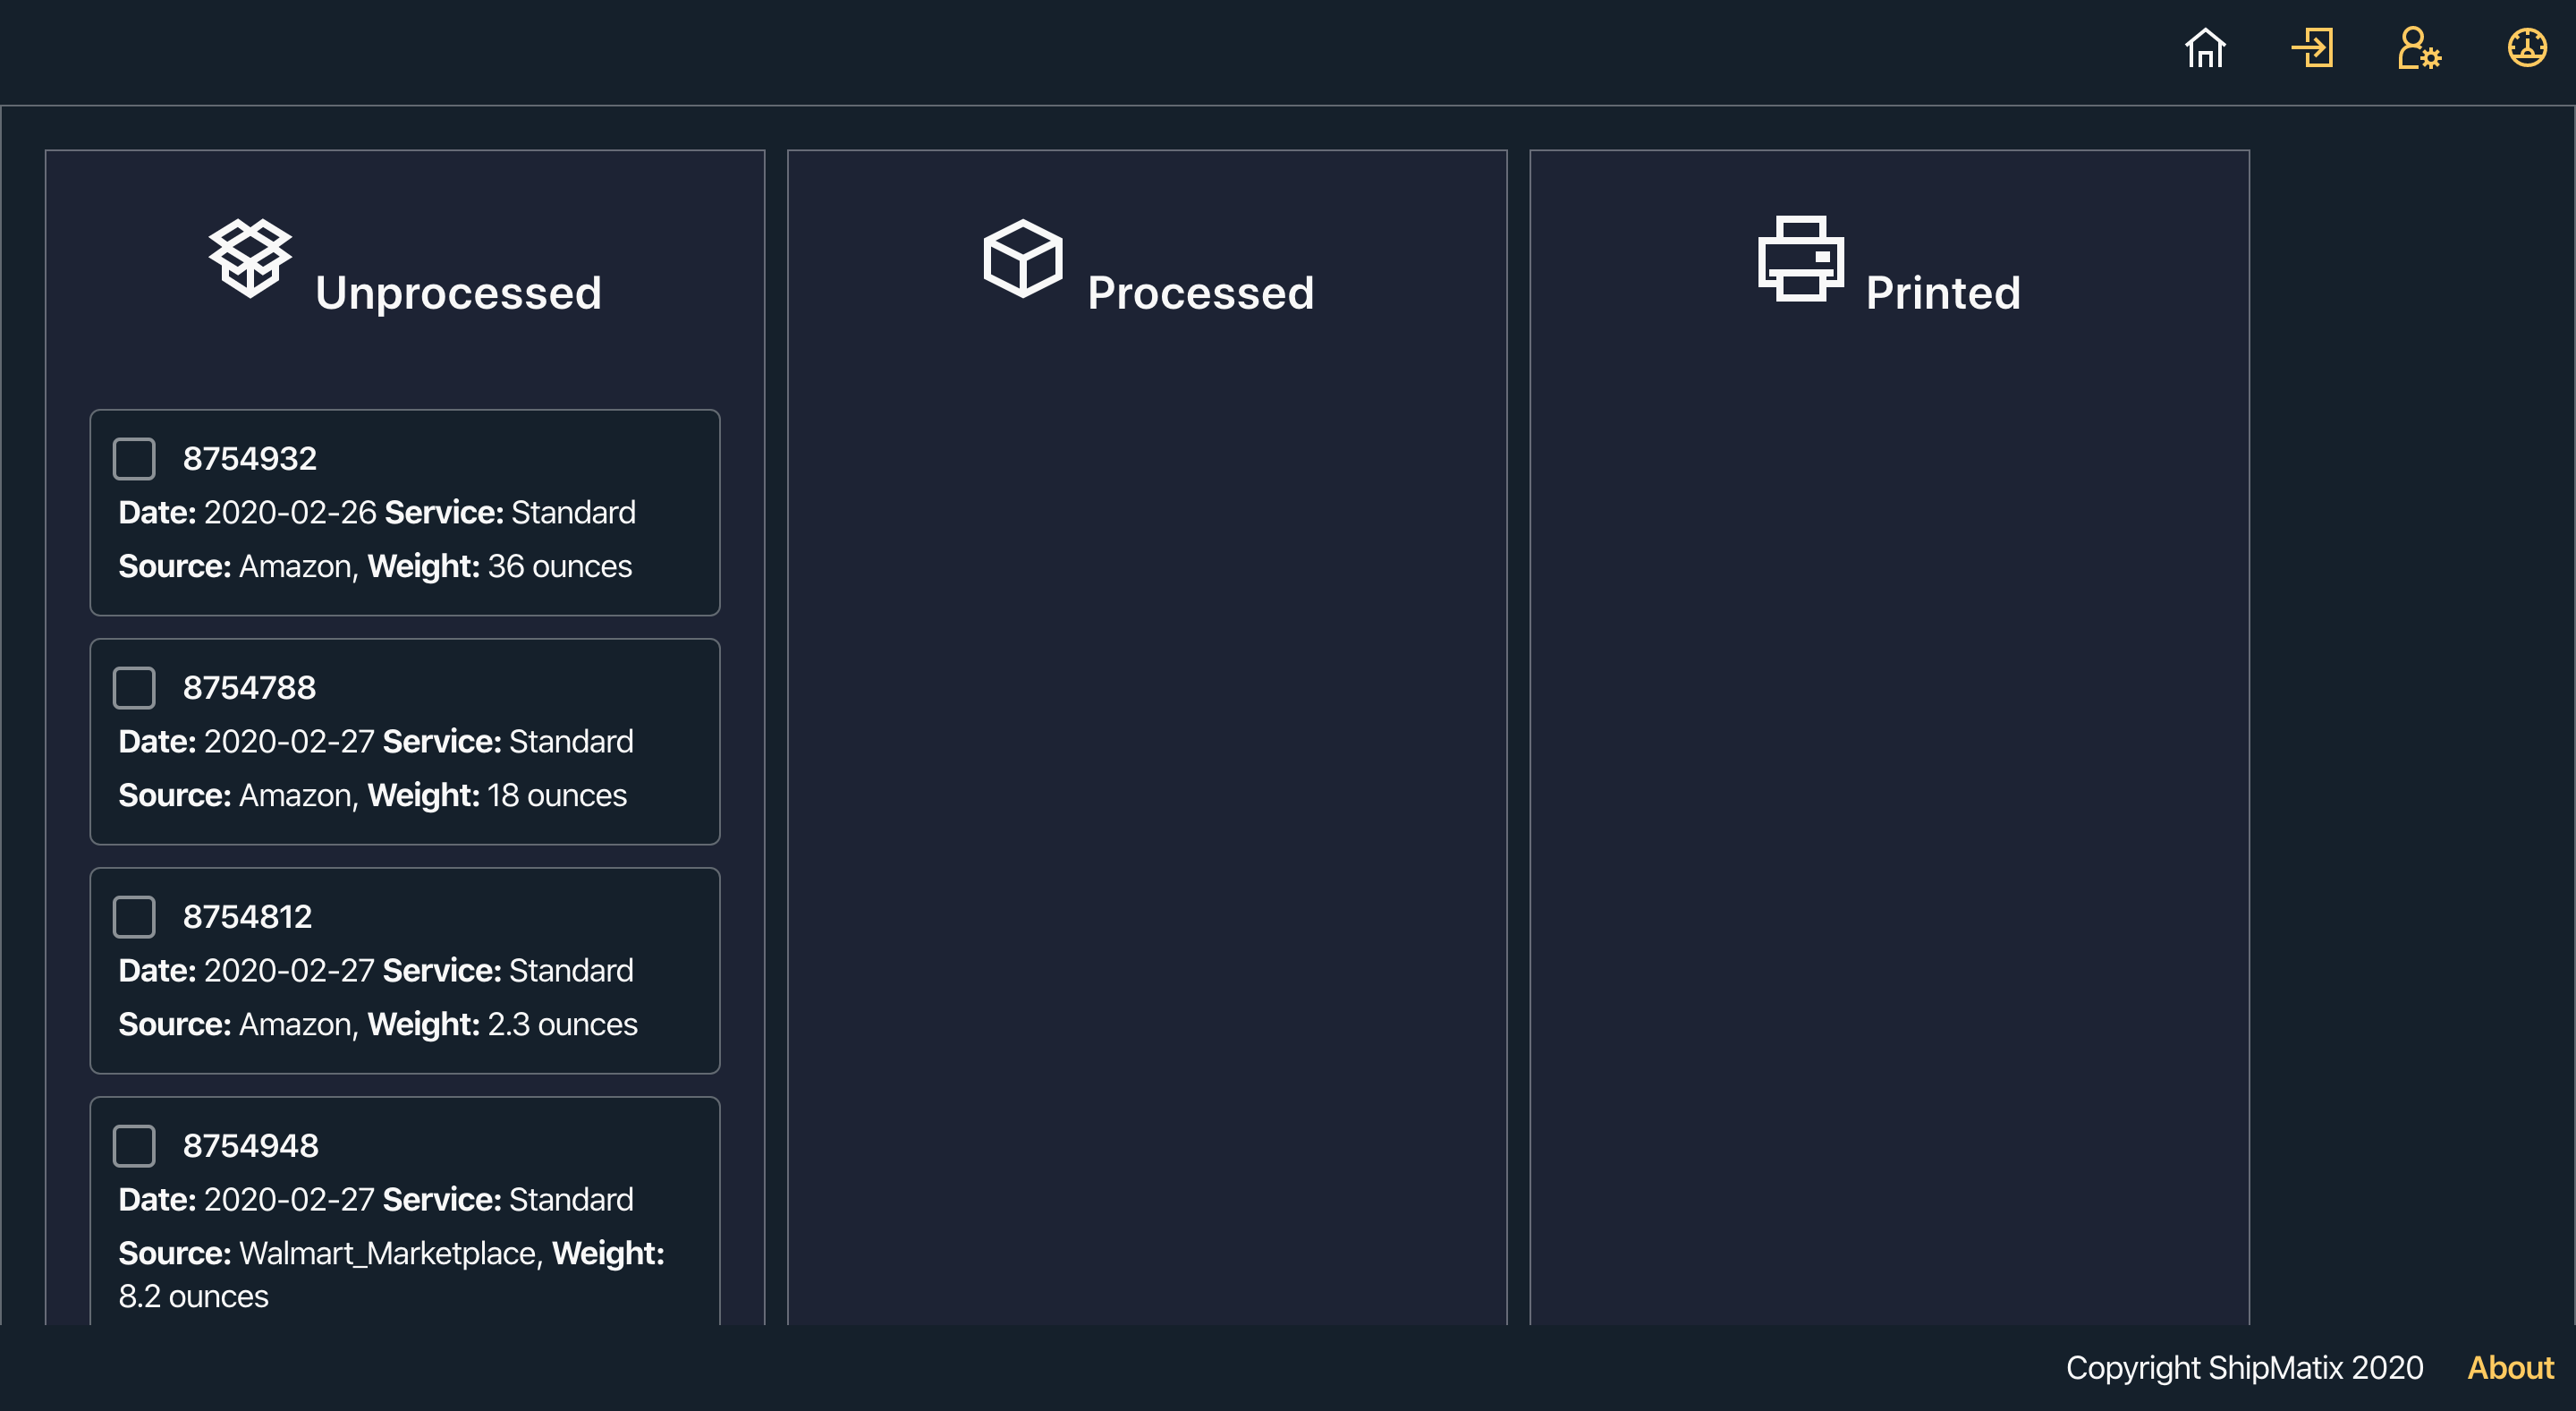 Unprocessed
Processed
Printed
8754932
Date: 2020-02-26 Service: Standard
Source: Amazon, Weight: 36 ounces
8754788
Date: 2020-02-27 Service: Standard
Source: Amazon, Weight: 18 ounces
8754812
Date: 2020-02-27 Service: Standard
Source: Amazon, Weight: 2.3 ounces
8754948
Date: 2020-02-27 Service: Standard
Source: Walmart_Marketplace, Weight:
8.2 ounces
Copyright ShipMatix 2020
About